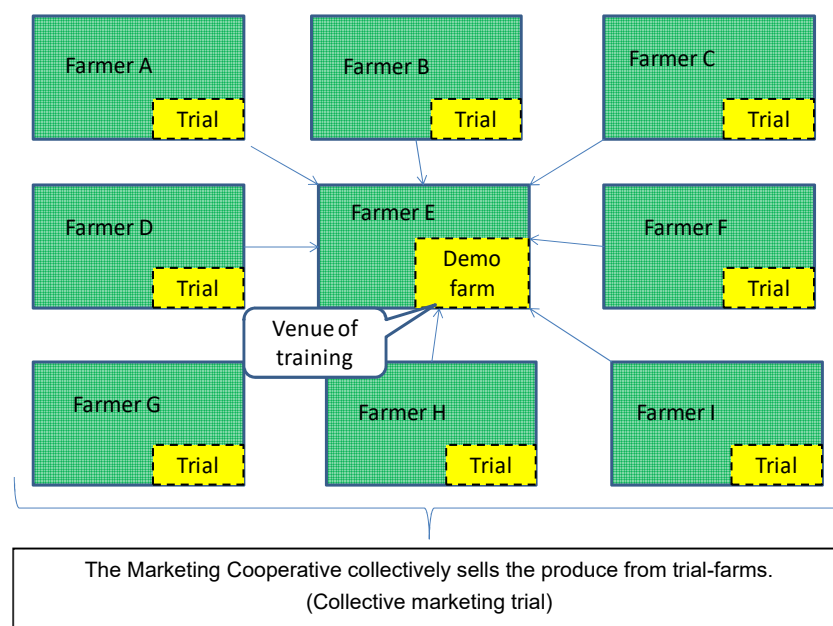 Farmer A
Trial
Farmer B
Trial
Farmer C
Trial
Farmer D
Trial
Farmer E
Demo
farm
Farmer F
Trial
Venue of
training
Farmer G
Trial
Farmer H
Trial
Farmer I
Trial
The Marketing Cooperative collectively sells the produce from trial-farms.
(Collective marketing trial)